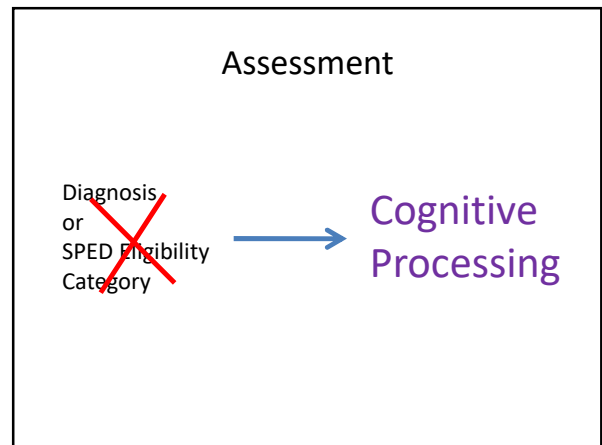 Assessment
Diagnosis
or
SPED Eligibility
Category
Cognitive
Processing